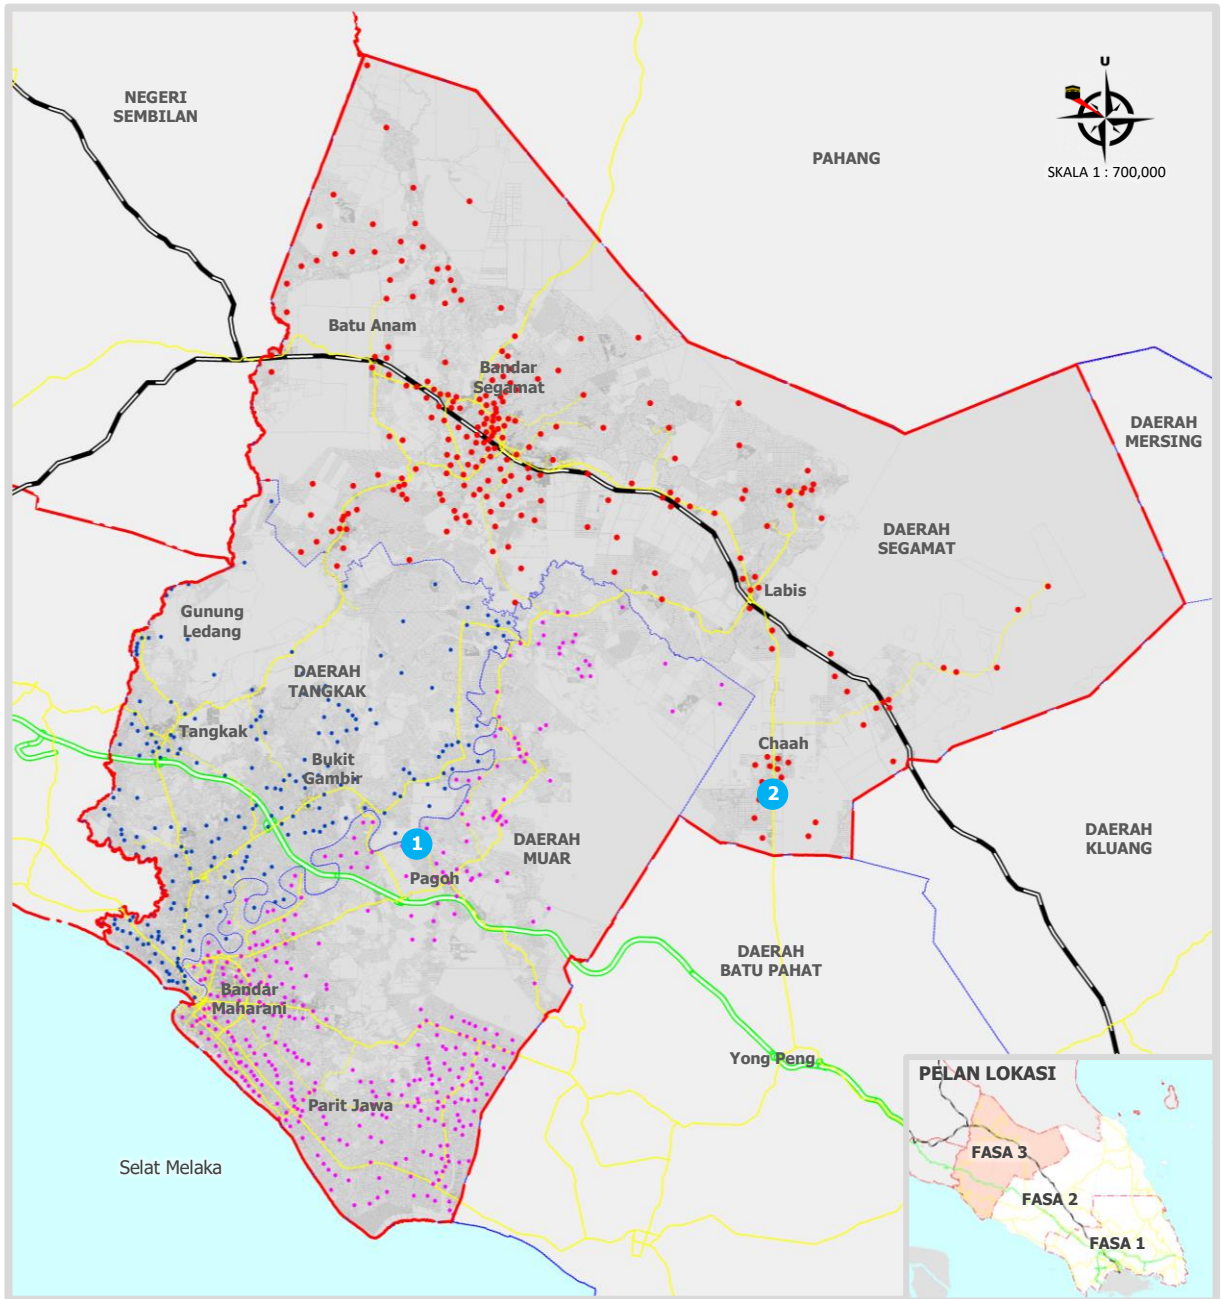 NEGERI
SEMBILAN
PAHANG
U
SKALA 1 : 700,000
Batu Anam
Bandar
Segamat
DAERAH
MERSING
DAERAH
SEGAMAT
Labis
Gunung
Ledang
DAERAH
TANGKAK
Tangkak
Bukit
Gambir
Chaah
2
1
DAERAH
MUAR
Pagoh
DAERAH
KLUANG
DAERAH
BATU PAHAT
Bandar
Maharani
Yong Peng
Parit Jawa
Selat Melaka
PELAN LOKASI
FASA 3
FASA 2
FASA 1